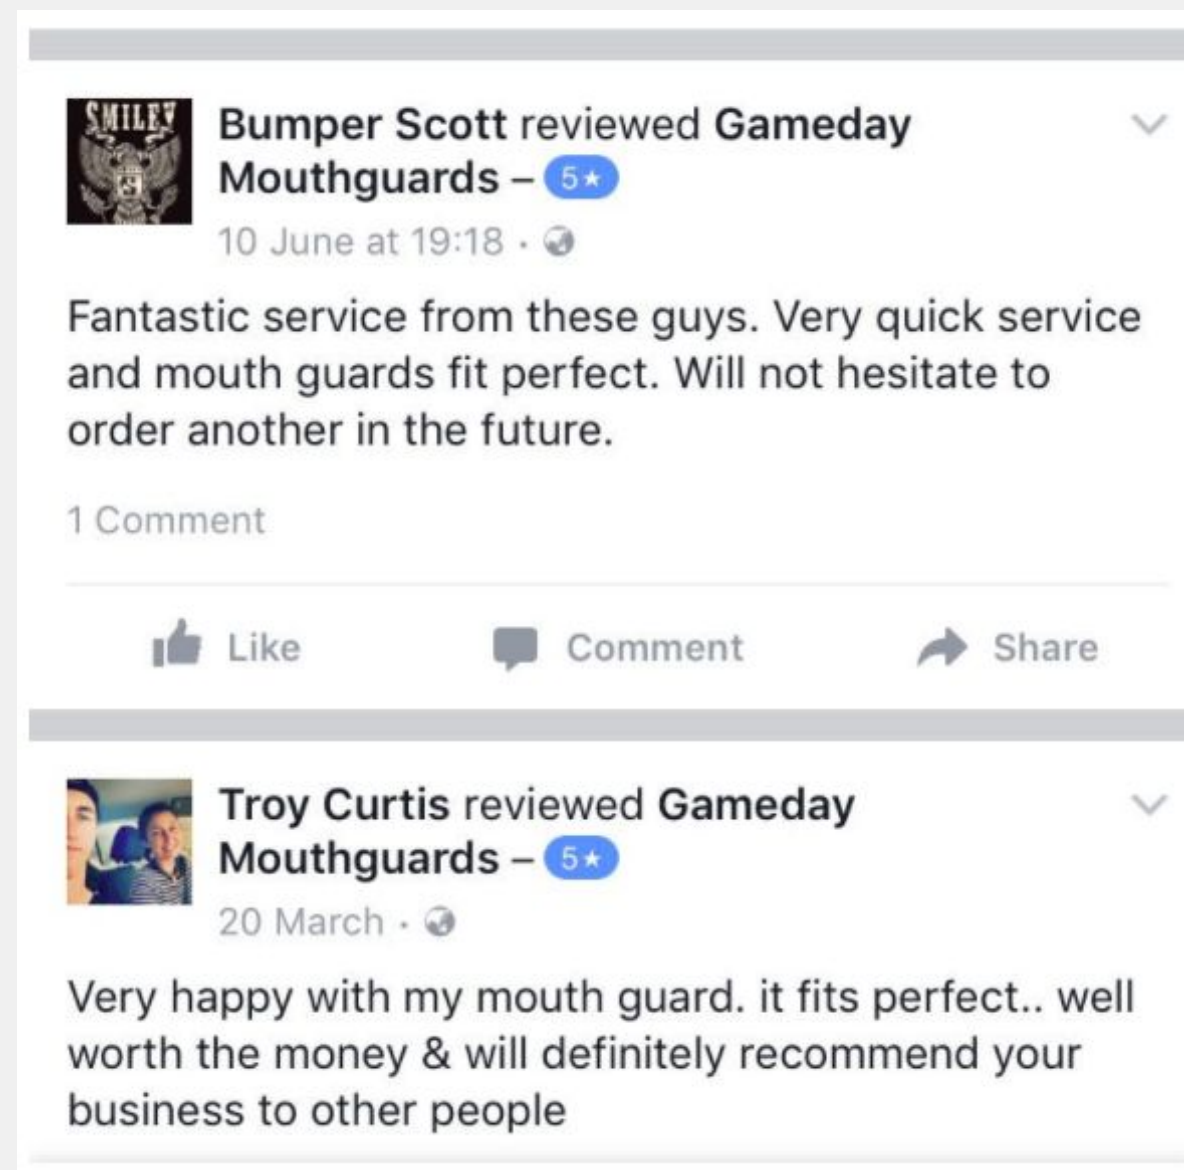 SMILEY
Bumper Scott reviewed Gameday
Mouthguards – 5★
10 June at 19:18 ·
Fantastic service from these guys. Very quick service
and mouth guards fit perfect. Will not hesitate to
order another in the future.
1 Comment
Like Comment Share
Troy Curtis reviewed Gameday
Mouthguards – 5★
20 March ·
Very happy with my mouth guard. it fits perfect.. well
worth the money & will definitely recommend your
business to other people